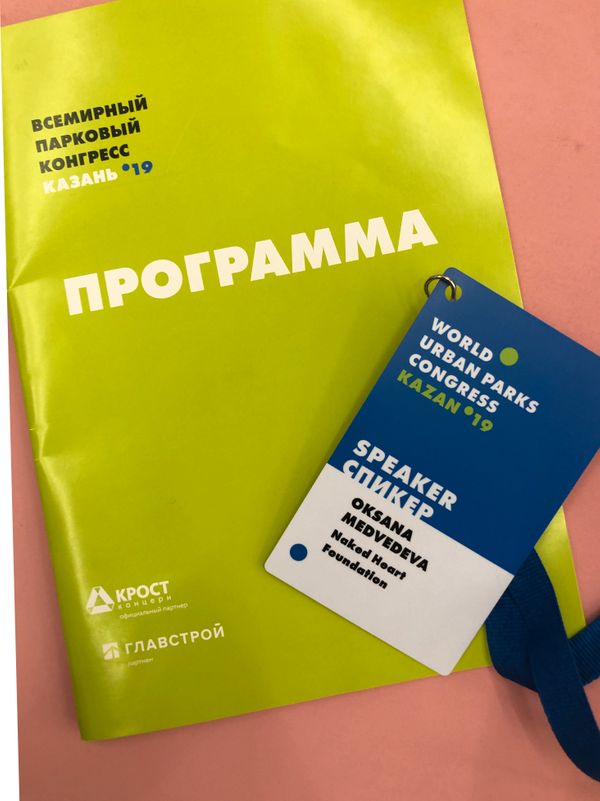 ВСЕМИРНЫЙ
ПАРКОВЫЙ
КОНГРЕСС
КАЗАНЬ '19
ПРОГРАММА
КРОСТ
концерн
официальный партнер
ГЛАВСТРОЙ
партнер
WORLD
URBAN PARKS
CONGRESS
KAZAN '19
SPEAKER
СПИКЕР
OKSANA
MEDVEDEVA
Naked Heart
Foundation